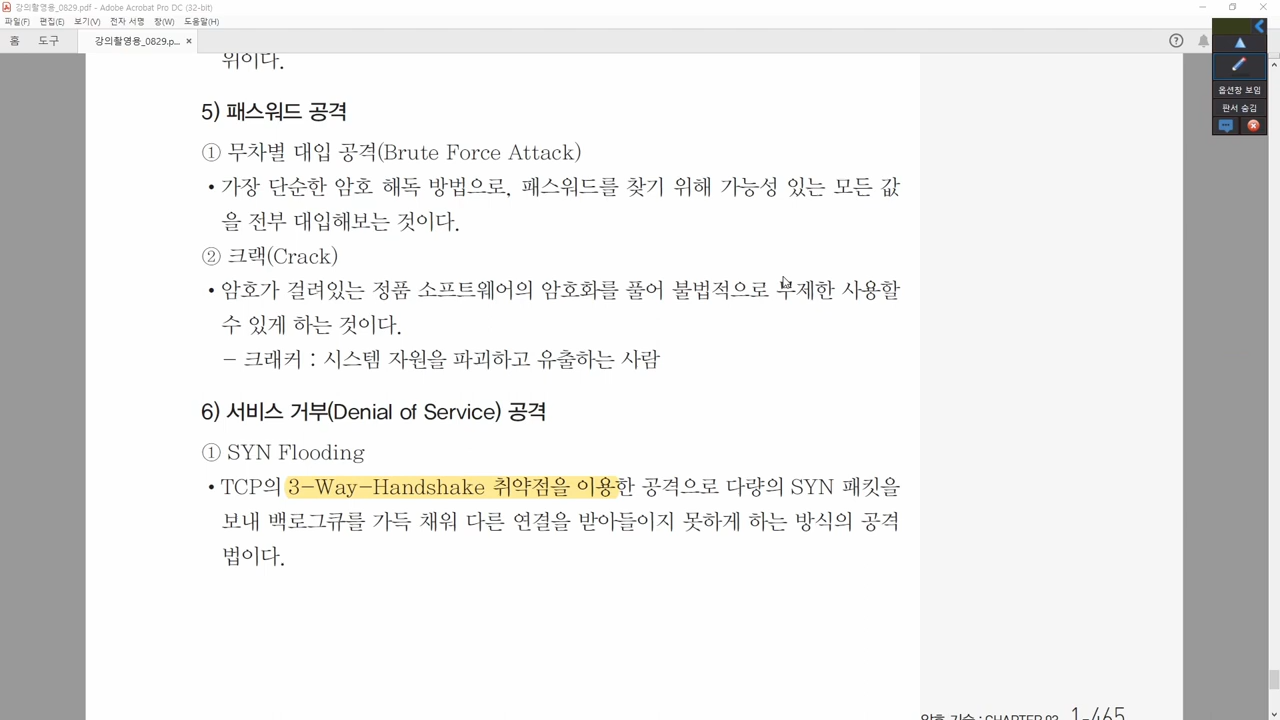 강의촬영용_0829.pdf - Adobe Acrobat Pro DC (32-bit)
파일(F) 편집(E) 보기(V) 전자 서명 창(W) 도움말(H)
홈 도구 강의촬영용_0829.p... ×
옵션창 보임
판서 숨김
위이다.
5) 패스워드 공격
① 무차별 대입 공격(Brute Force Attack)
• 가장 단순한 암호 해독 방법으로, 패스워드를 찾기 위해 가능성 있는 모든 값
을 전부 대입해보는 것이다.
② 크랙(Crack)
• 암호가 걸려있는 정품 소프트웨어의 암호화를 풀어 불법적으로 무제한 사용할
수 있게 하는 것이다.
– 크래커 : 시스템 자원을 파괴하고 유출하는 사람
6) 서비스 거부(Denial of Service) 공격
① SYN Flooding
• TCP의 3-Way-Handshake 취약점을 이용한 공격으로 다량의 SYN 패킷을
보내 백로그큐를 가득 채워 다른 연결을 받아들이지 못하게 하는 방식의 공격
법이다.
암호 기술 : CHAPTER 03 1-465